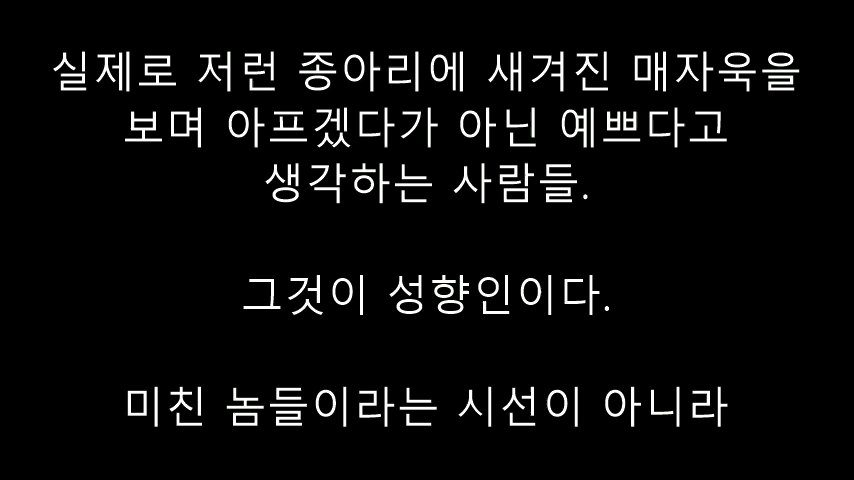 실제로 저런 종아리에 새겨진 매자욱을
보며 아프겠다가 아닌 예쁘다고
생각하는 사람들.
그것이 성향인이다.
미친 놈들이라는 시선이 아니라